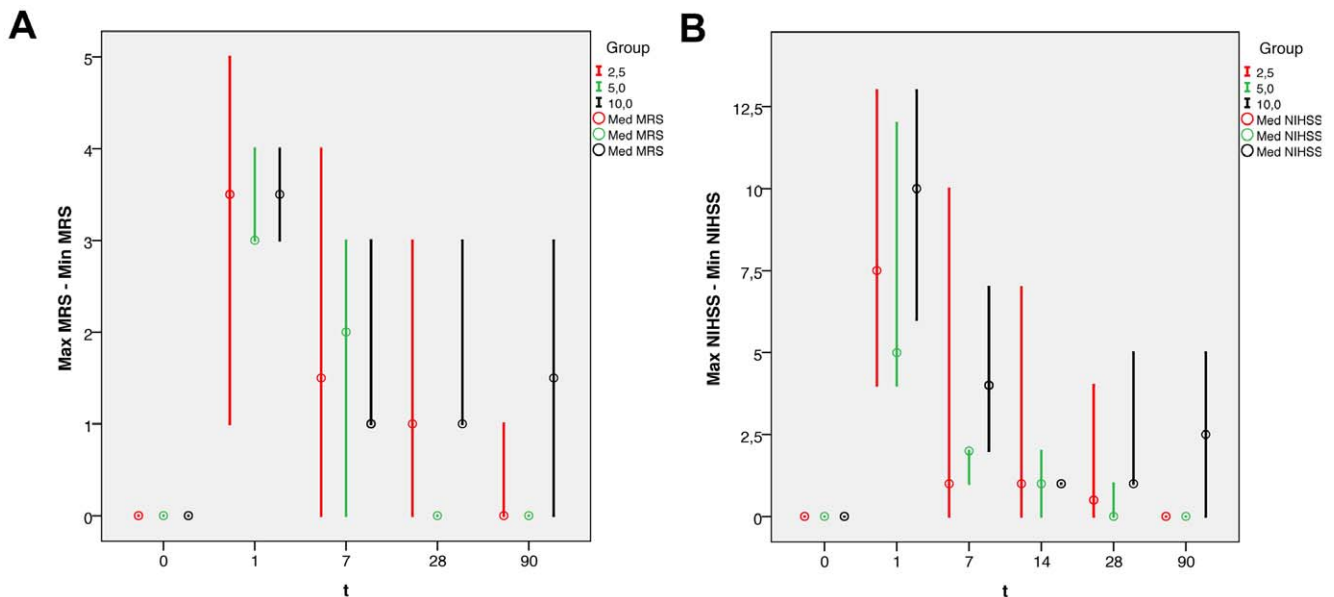 A
Max MRS - Min MRS
5
4
3
2
1
0
0 1 7 28 90
t
Group
2,5
5,0
10,0
Med MRS
Med MRS
Med MRS
B
Max NIHSS - Min NIHSS
12,5
10
7,5
5
2,5
0
0 1 7 14 28 90
t
Group
2,5
5,0
10,0
Med NIHSS
Med NIHSS
Med NIHSS